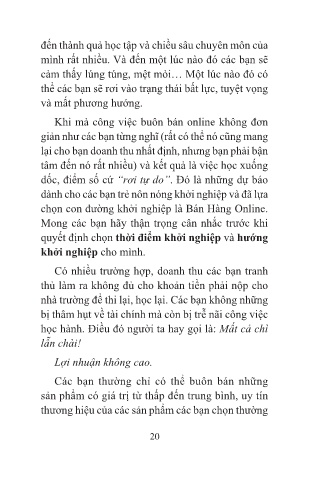 đến thành quả học tập và chiều sâu chuyên môn của
mình rất nhiều. Và đến một lúc nào đó các bạn sẽ
cảm thấy lúng túng, mệt mỏi… Một lúc nào đó có
thể các bạn sẽ rơi vào trạng thái bất lực, tuyệt vọng
và mất phương hướng.
Khi mà công việc buôn bán online không đơn
giản như các bạn từng nghĩ (rất có thể nó cũng mang
lại cho bạn doanh thu nhất định, nhưng bạn phải bận
tâm đến nó rất nhiều) và kết quả là việc học xuống
dốc, điểm số cứ “rơi tự do”. Đó là những dự báo
dành cho các bạn trẻ nôn nóng khởi nghiệp và đã lựa
chọn con đường khởi nghiệp là Bán Hàng Online.
Mong các bạn hãy thận trọng cân nhắc trước khi
quyết định chọn thời điểm khởi nghiệp và hướng
khởi nghiệp cho mình.
Có nhiều trường hợp, doanh thu các bạn tranh
thủ làm ra không đủ cho khoản tiền phải nộp cho
nhà trường để thi lại, học lại. Các bạn không những
bị thâm hụt về tài chính mà còn bị trễ nãi công việc
học hành. Điều đó người ta hay gọi là: Mất cả chì
lẫn chài!
Lợi nhuận không cao.
Các bạn thường chỉ có thể buôn bán những
sản phẩm có giá trị từ thấp đến trung bình, uy tín
thương hiệu của các sản phẩm các bạn chọn thường
20